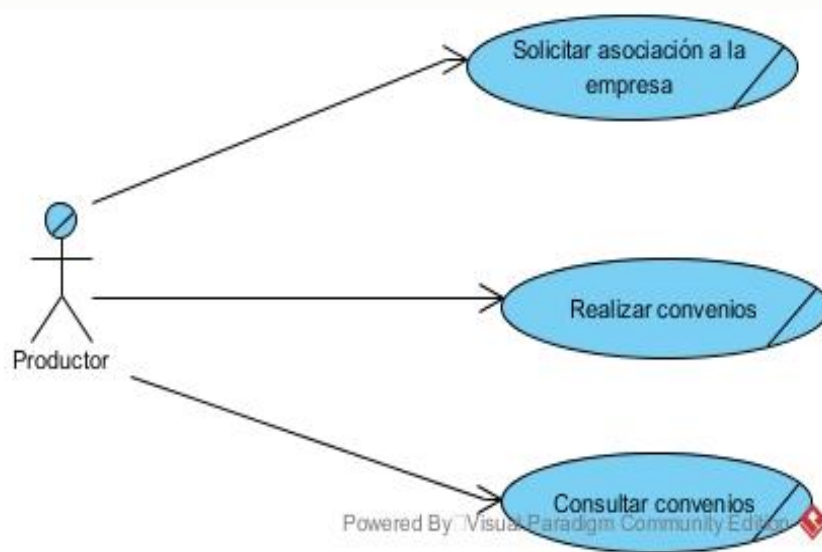 Solicitar asociación a la
empresa
Realizar convenios
Productor
Consultar convenios
Powered By Visual Paradigm Community Edition